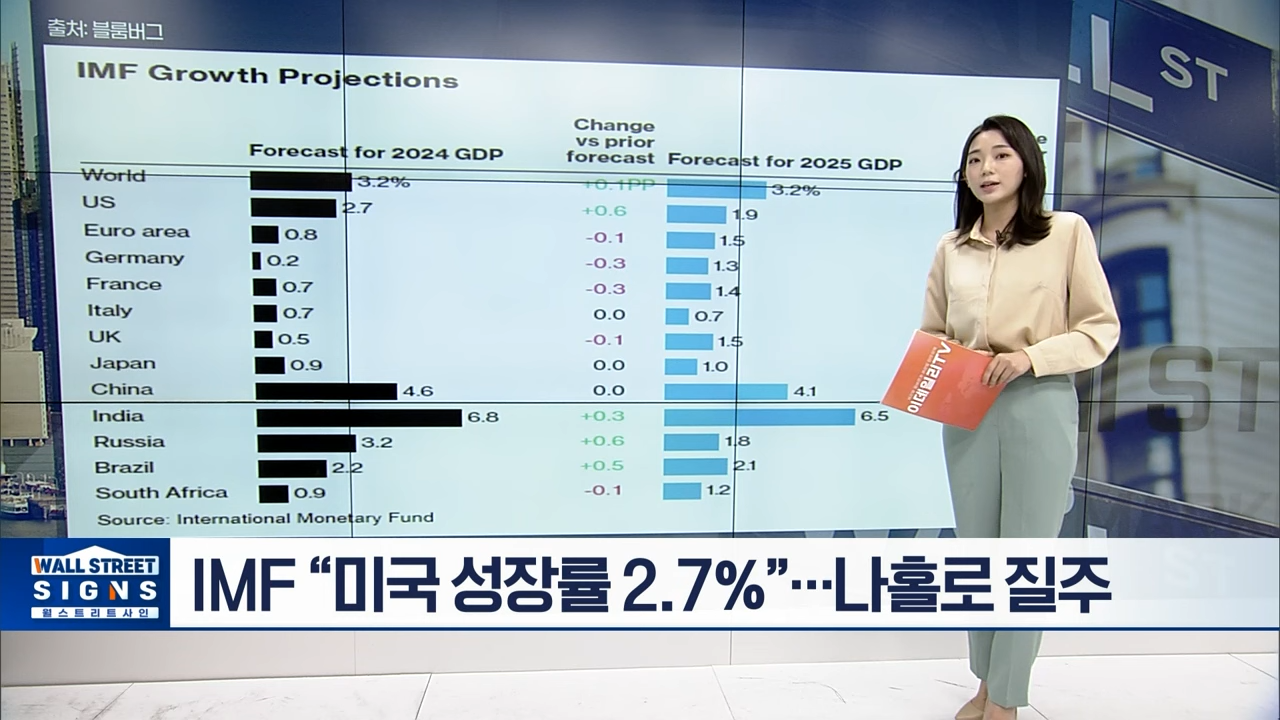 출처: 블룸버그
IMF Growth Projections
Forecast for 2024 GDP Change vs prior forecast Forecast for 2025 GDP
World 3.2% +0.1PP 3.2%
US 2.7 +0.6 1.9
Euro area 0.8 -0.1 1.5
Germany 0.2 -0.3 1.3
France 0.7 -0.3 1.4
Italy 0.7 0.0 0.7
UK 0.5 -0.1 1.5
Japan 0.9 0.0 1.0
China 4.6 0.0 4.1
India 6.8 +0.3 6.5
Russia 3.2 +0.6 1.8
Brazil 2.2 +0.5 2.1
South Africa 0.9 -0.1 1.2
Source: International Monetary Fund
L ST
ST
이데일리TV
WALL STREET
SIGNS
월스트리트사인
IMF “미국 성장률 2.7%”…나홀로 질주